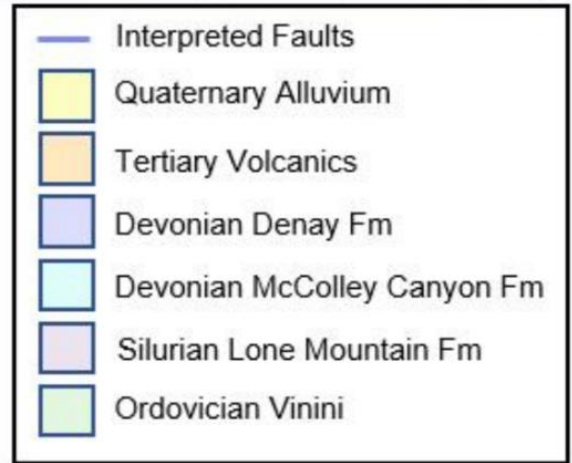 Interpreted Faults
Quaternary Alluvium
Tertiary Volcanics
Devonian Denay Fm
Devonian McColley Canyon Fm
Silurian Lone Mountain Fm
Ordovician Vinini